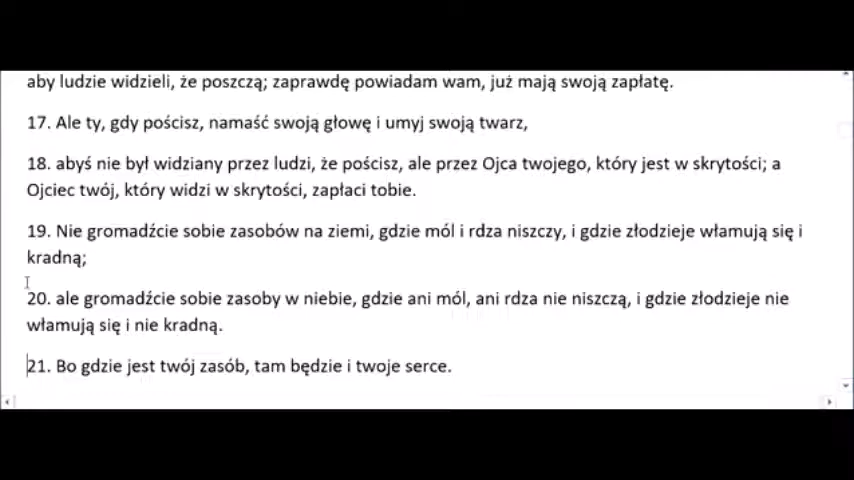 aby ludzie widzieli, że poszczą; zaprawdę powiadam wam, już mają swoją zapłatę.
17. Ale ty, gdy pościsz, namaść swoją głowę i umyj swoją twarz,
18. abyś nie był widziany przez ludzi, że pościsz, ale przez Ojca twojego, który jest w skrytości; a
Ojciec twój, który widzi w skrytości, zapłaci tobie.
19. Nie gromadźcie sobie zasobów na ziemi, gdzie mól i rdza niszczy, i gdzie złodzieje włamują się i
kradną;
20. ale gromadźcie sobie zasoby w niebie, gdzie ani mól, ani rdza nie niszczą, i gdzie złodzieje nie
włamują się i nie kradną.
21. Bo gdzie jest twój zasób, tam będzie i twoje serce.